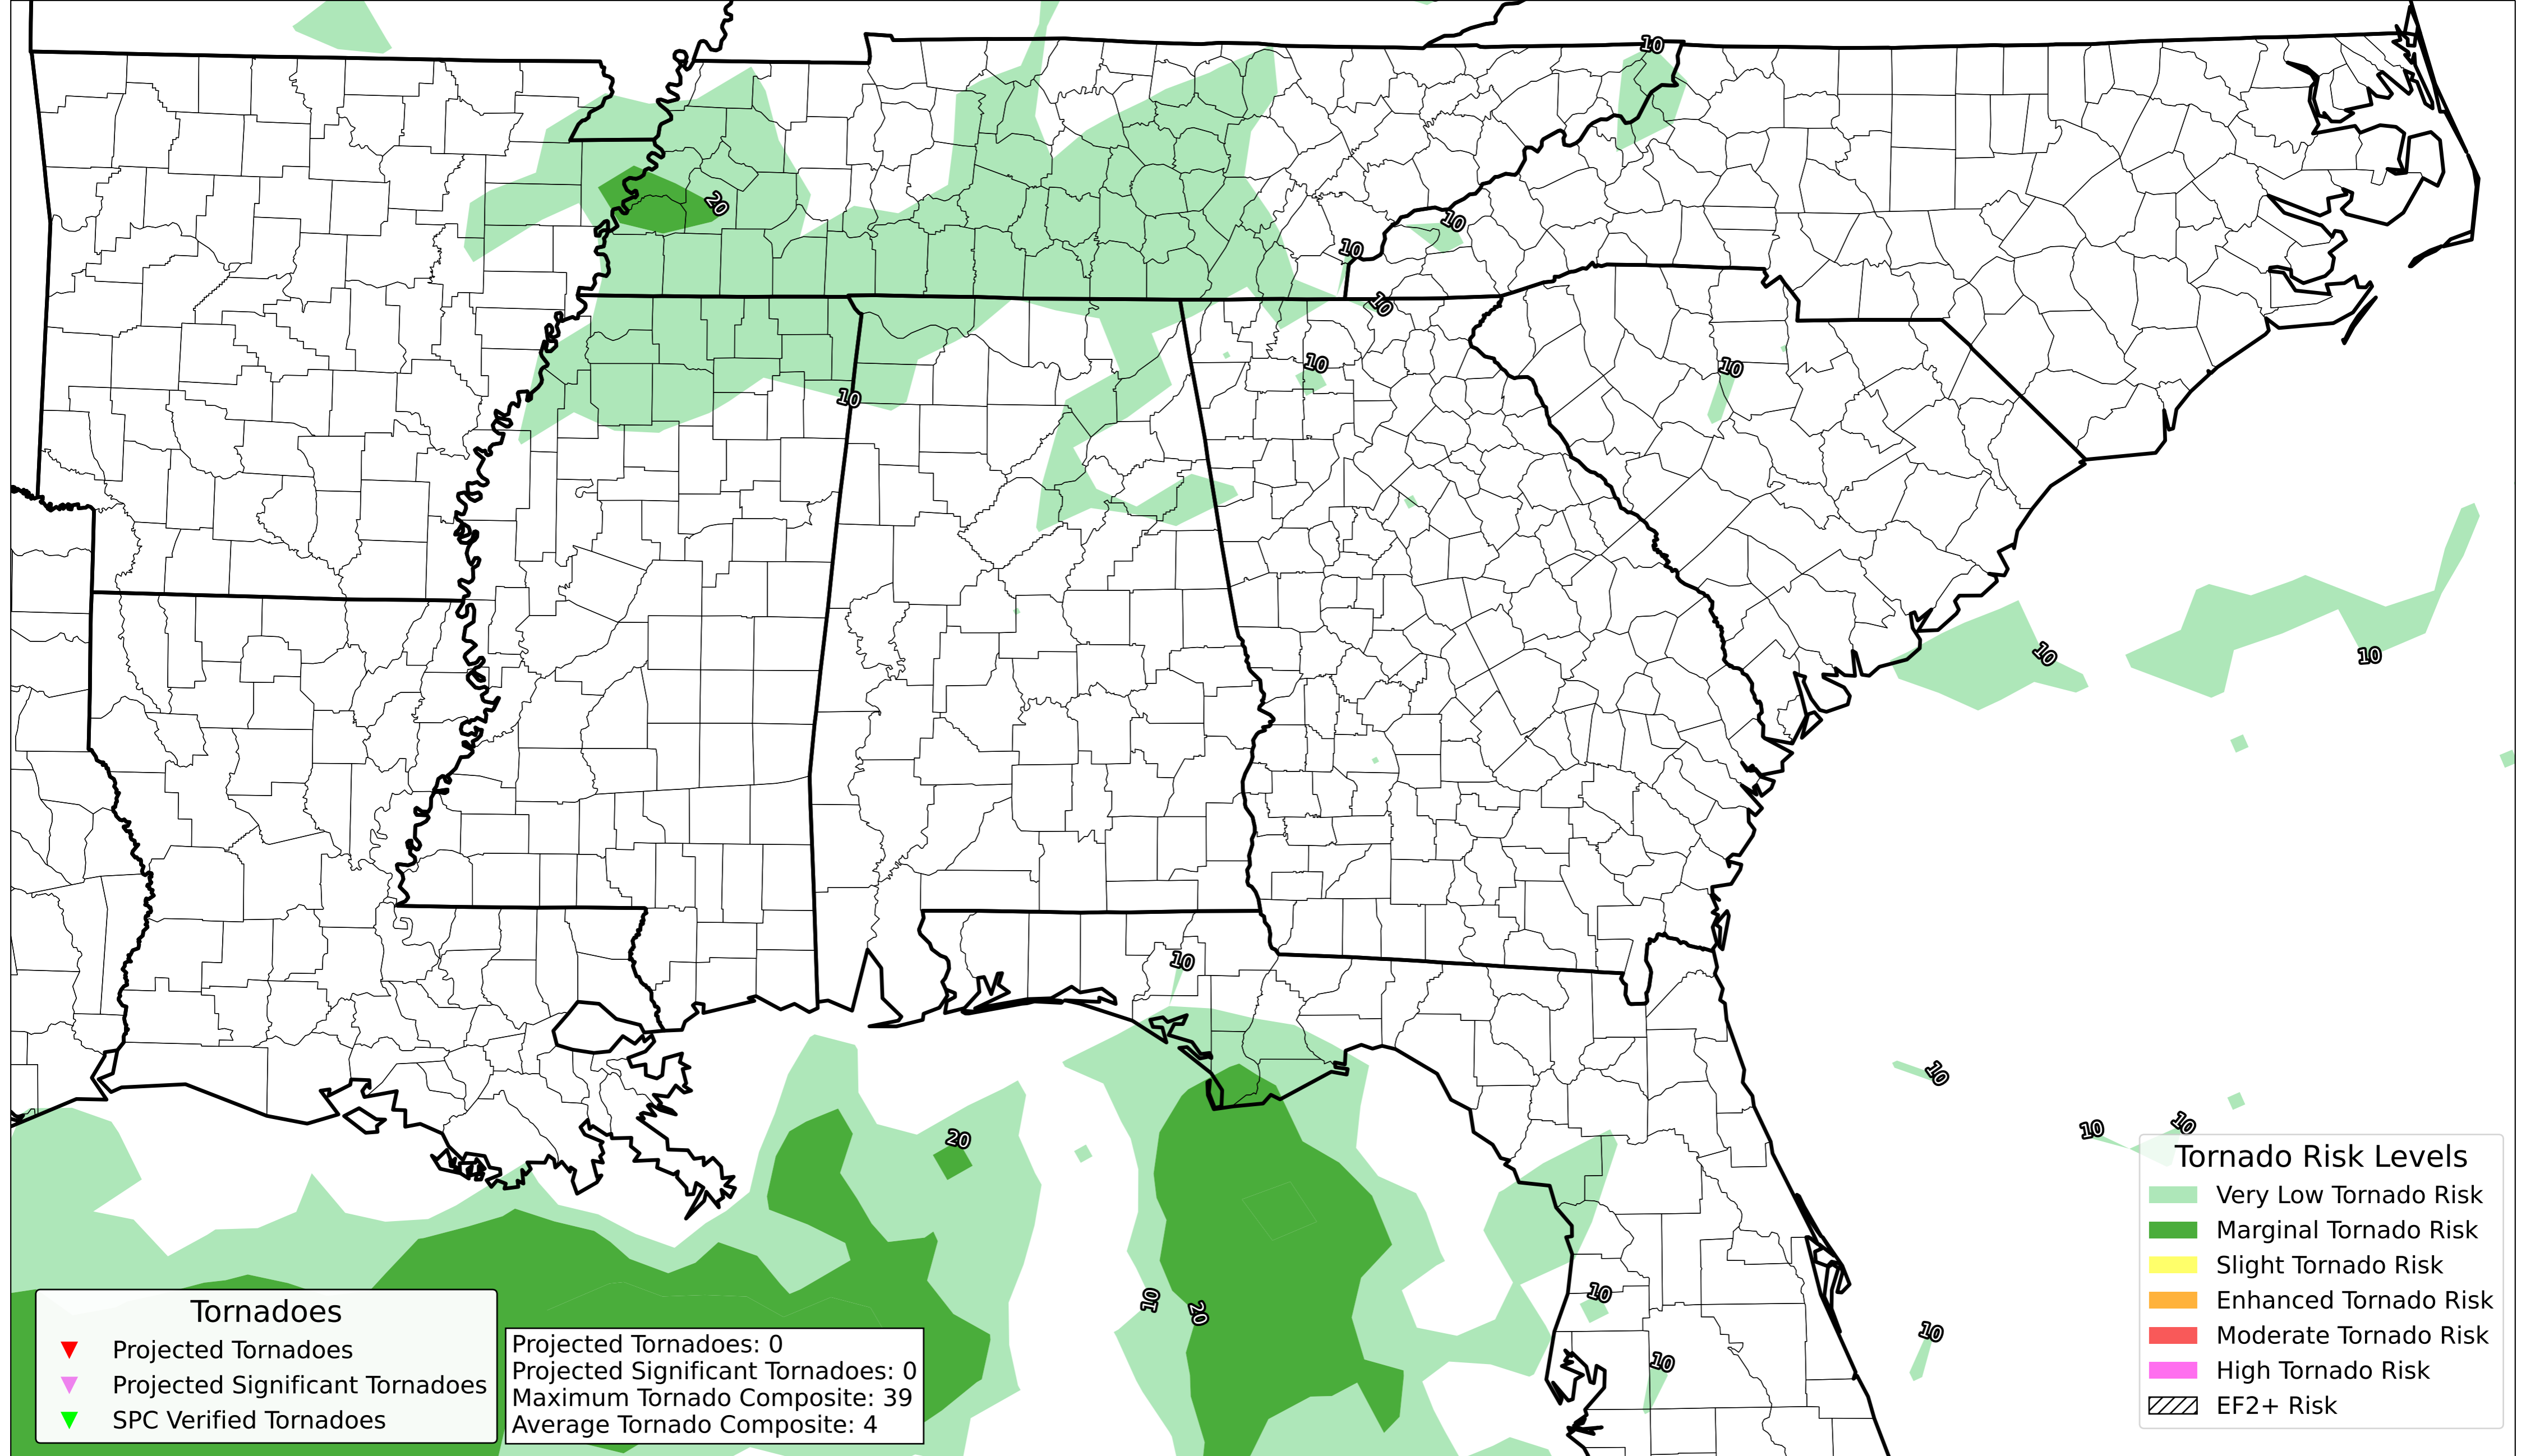 10
20
10
10
10
10
10
10
10
10
10
20
10
10
10
10
20
10
10
10
Tornado Risk Levels
Very Low Tornado Risk
Marginal Tornado Risk
Slight Tornado Risk
Enhanced Tornado Risk
Moderate Tornado Risk
High Tornado Risk
EF2+ Risk
Tornadoes
Projected Tornadoes
Projected Significant Tornadoes
SPC Verified Tornadoes
Projected Tornadoes: 0
Projected Significant Tornadoes: 0
Maximum Tornado Composite: 39
Average Tornado Composite: 4